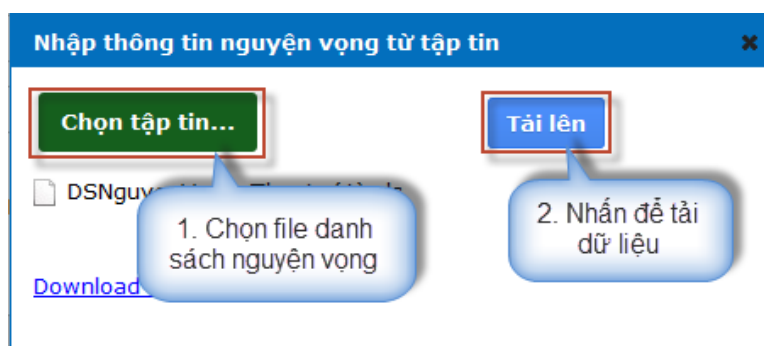 Nhập thông tin nguyện vọng từ tập tin
Chọn tập tin...
Tải lên
1. Chọn file danh
sách nguyện vọng
2. Nhấn để tải
dữ liệu
Download